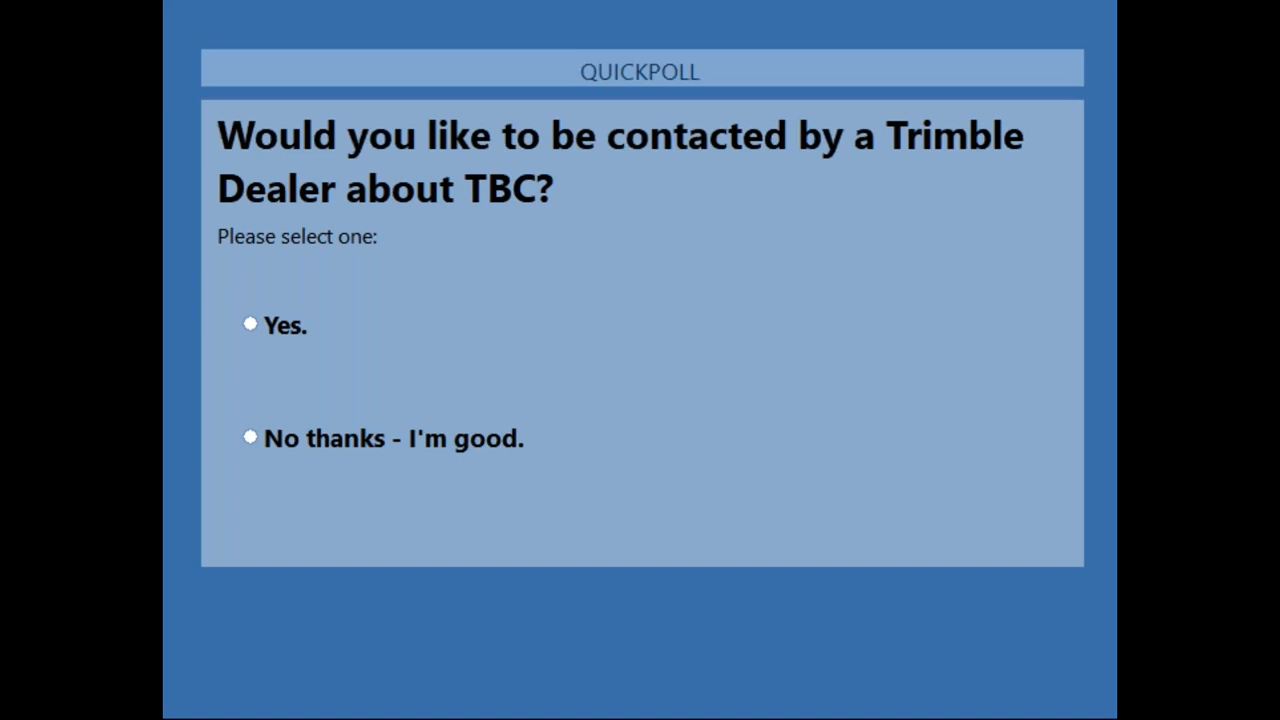 QUICKPOLL
Would you like to be contacted by a Trimble
Dealer about TBC?
Please select one:
Yes.
No thanks - I'm good.